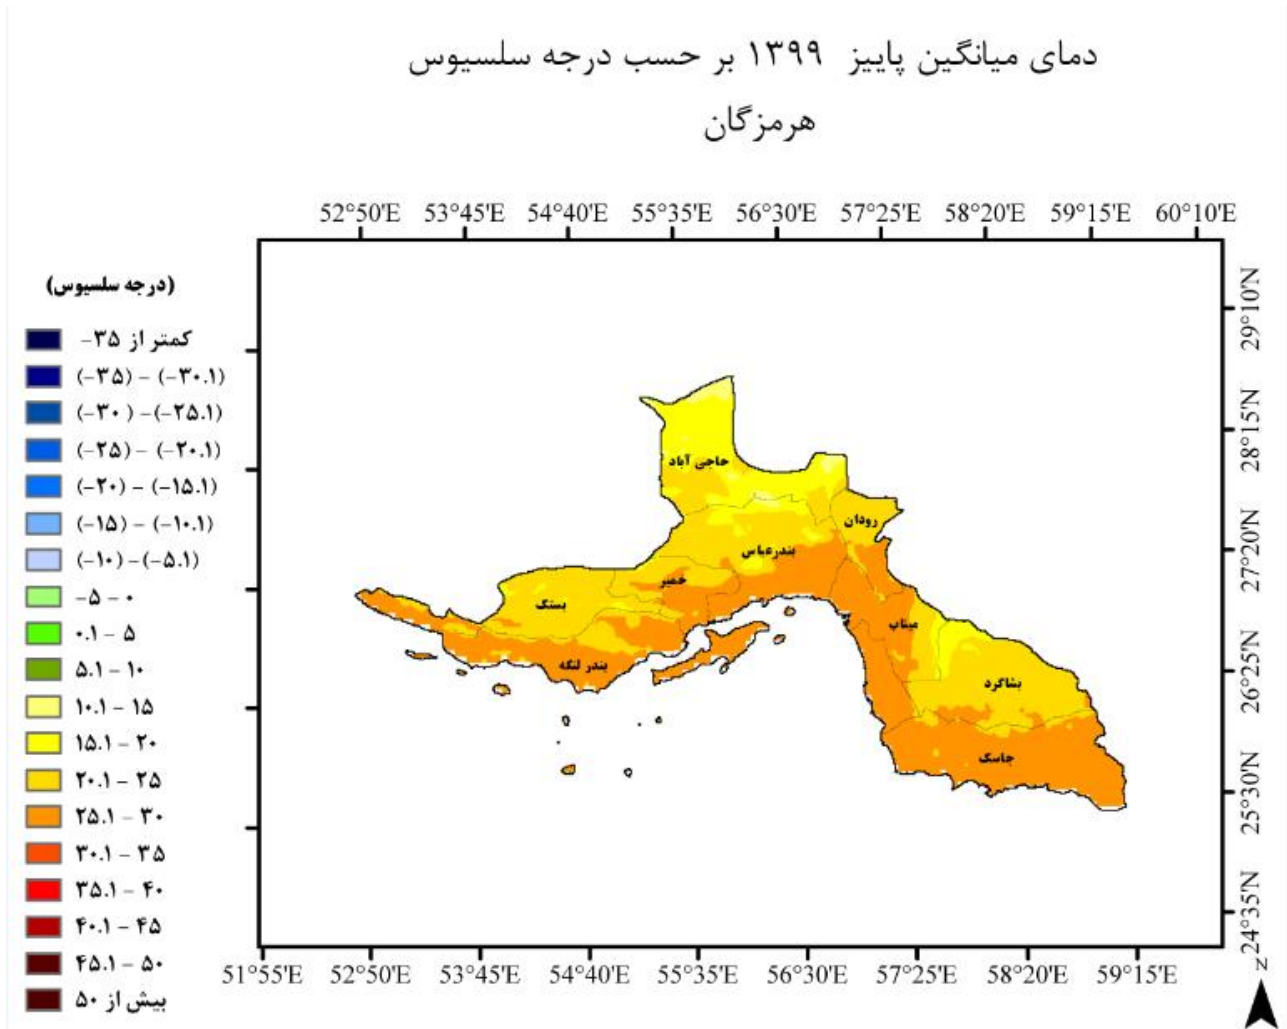 دمای میانگین پاییز ۱۳۹۹ بر حسب درجه سلسیوس
هرمزگان
52°50'E 53°45'E 54°40'E 55°35'E 56°30'E 57°25'E 58°20'E 59°15'E 60°10'E
(درجه سلسیوس)
کمتر از ۳۵-
(-۳۵) - (-۳۰.۱)
(-۳۰ ) -(-۲۵.۱)
(-۲۵) - (-۲۰.۱)
(-۲۰) - (-۱۵.۱)
(-۱۵) - (-۱۰.۱)
(-۱۰) -(-۵.۱)
-۵ - ۰
۰.۱ - ۵
۵.۱ - ۱۰
۱۰.۱ - ۱۵
۱۵.۱ - ۲۰
۲۰.۱ - ۲۵
۲۵.۱ - ۳۰
۳۰.۱ - ۳۵
۳۵.۱ - ۴۰
۴۰.۱ - ۴۵
۴۵.۱ - ۵۰
بیش از ۵۰
حاجی آباد
رودان
بندرعباس
خمیر
بستک
میناب
بندر لنگه
بشاگرد
جاسک
29°10'N
28°15'N
27°20'N
26°25'N
25°30'N
24°35'N
51°55'E 52°50'E 53°45'E 54°40'E 55°35'E 56°30'E 57°25'E 58°20'E 59°15'E
N